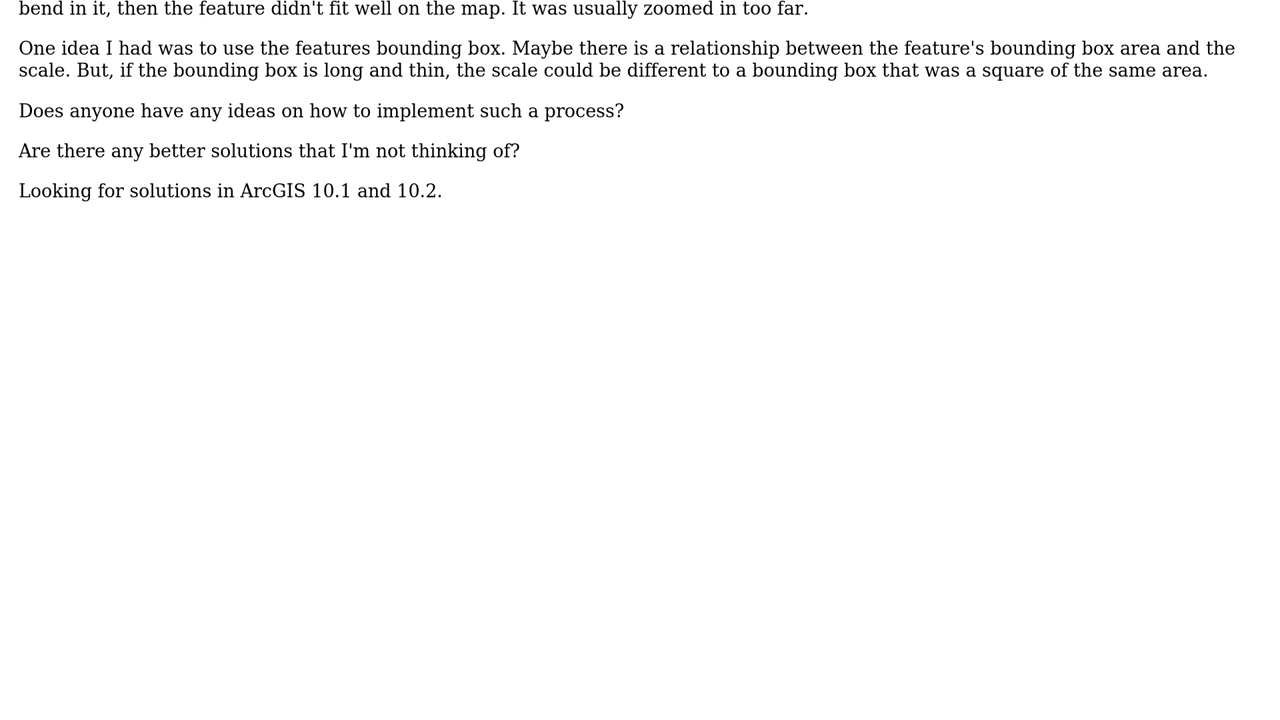 bend in it, then the feature didn't fit well on the map. It was usually zoomed in too far.
One idea I had was to use the features bounding box. Maybe there is a relationship between the feature's bounding box area and the
scale. But, if the bounding box is long and thin, the scale could be different to a bounding box that was a square of the same area.
Does anyone have any ideas on how to implement such a process?
Are there any better solutions that I'm not thinking of?
Looking for solutions in ArcGIS 10.1 and 10.2.